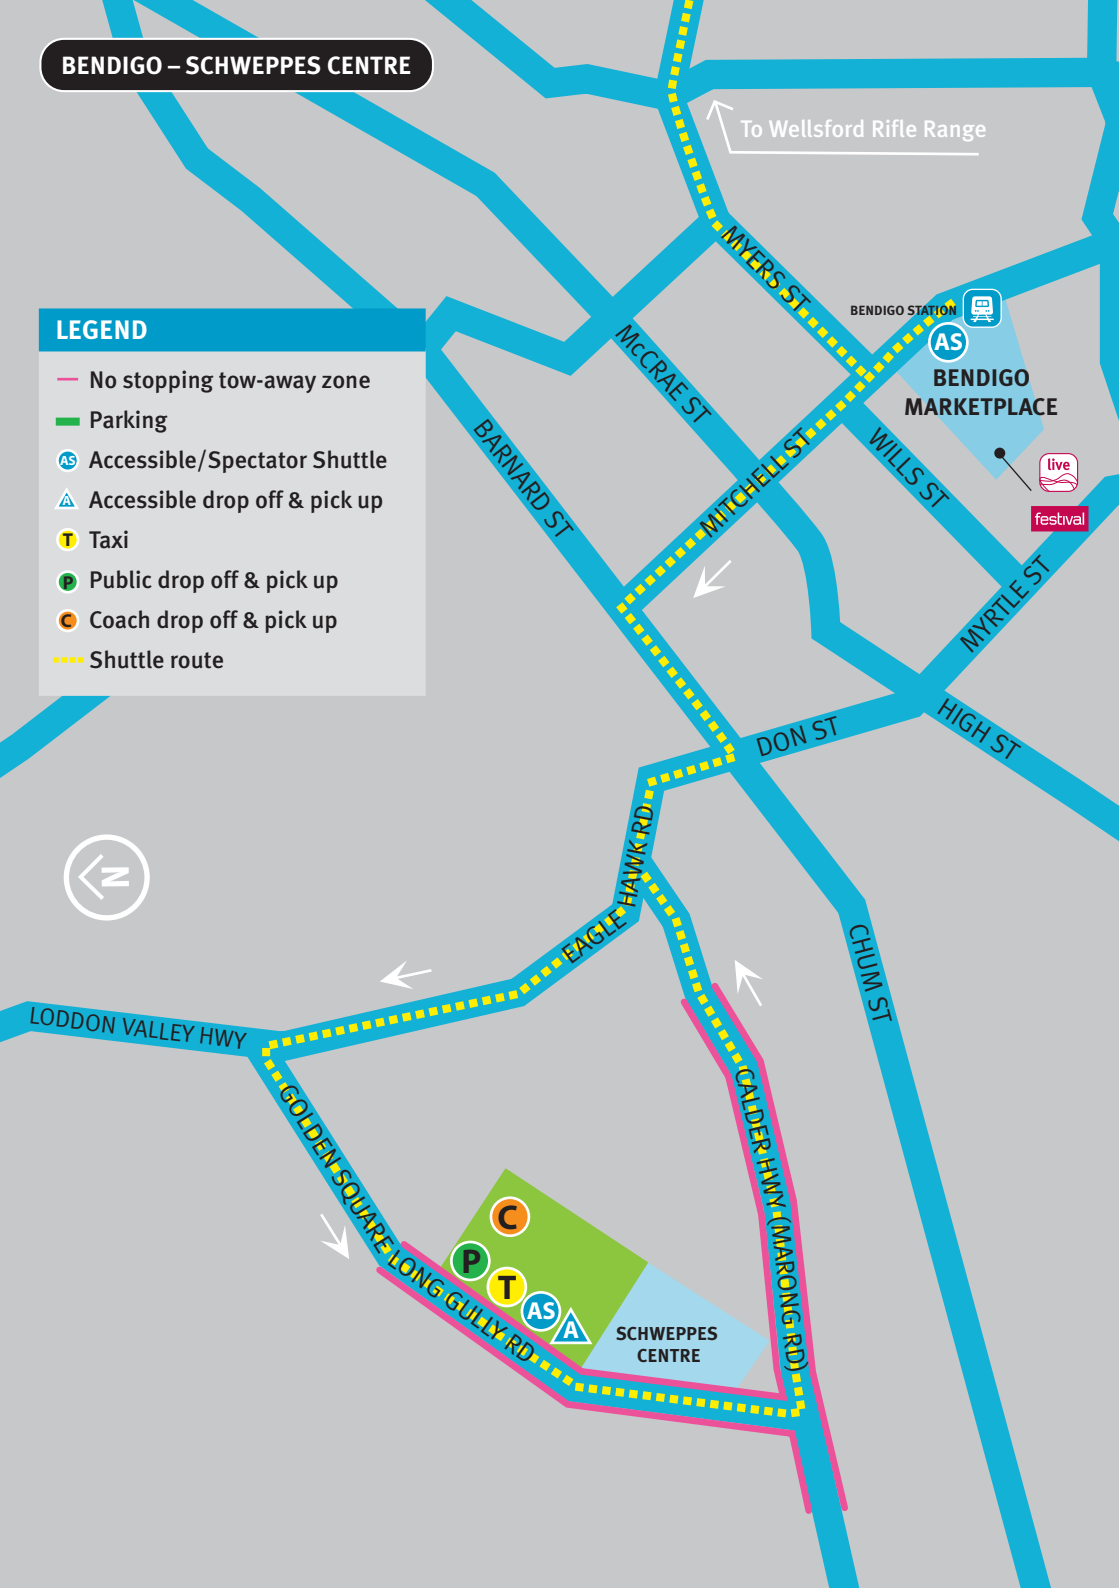 BENDIGO – SCHWEPPES CENTRE
To Wellsford Rifle Range
MYERS ST
BENDIGO STATION
AS
BENDIGO
MARKETPLACE
live
festival
LEGEND
No stopping tow-away zone
Parking
AS Accessible/Spectator Shuttle
A Accessible drop off & pick up
T Taxi
P Public drop off & pick up
C Coach drop off & pick up
Shuttle route
McCRAE ST
BARNARD ST
MITCHELL ST
WILLS ST
MYRTLE ST
HIGH ST
DON ST
EAGLE HAWK RD
N
CHUM ST
LODDON VALLEY HWY
GOLDEN SQUARE LONG GULLY RD
CALDER HWY (MARONG RD)
C
P
T
AS
A
SCHWEPPES
CENTRE